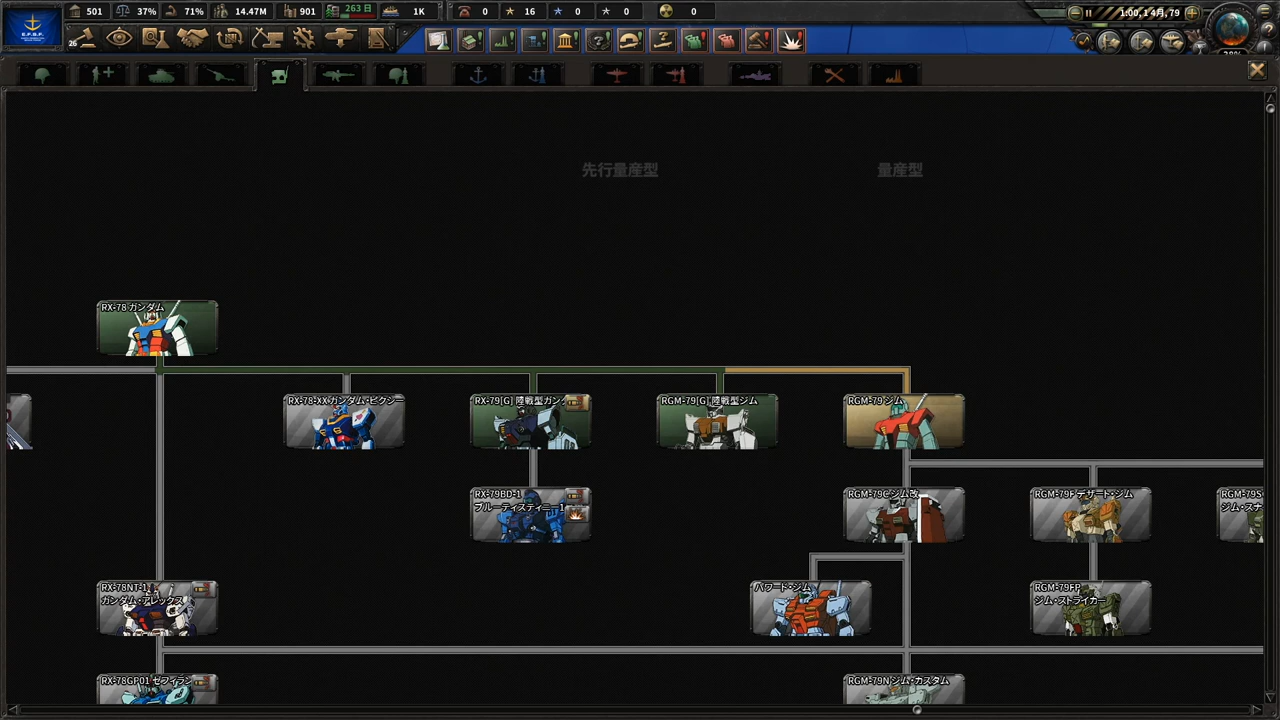 501 37% 71% 14.47M 901 263 日 1K 0 16 0 0 0 1:00, 1 4月, 79
E.F.S.F.
26
28%
先行量産型 量産型
RX-78 ガンダム
RX-78-XX ガンダム・ピクシー RX-79[G] 陸戦型ガン RGM-79[G] 陸戦型ジム RGM-79 ジム
RX-79BD-1 RGM-79C ジム改 RGM-79F デザート・ジム RGM-79S
ブルーディスティニー1 ジム・スナ
RX-78NT-1 パワード・ジム RGM-79FP
ガンダム・アレックス ジム・ストライカー
RX-78GP01 ゼフィラン RGM-79N ジム・カスタム